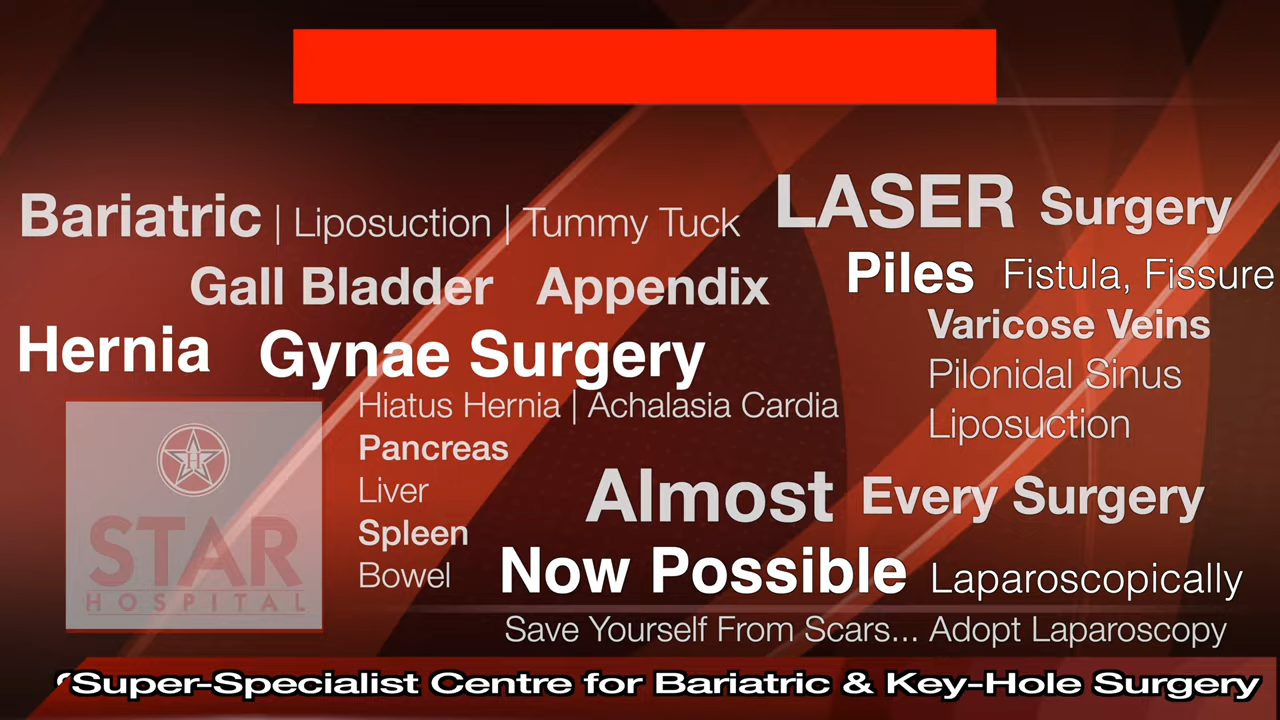 Bariatric | Liposuction | Tummy Tuck
Gall Bladder Appendix
Hernia Gynae Surgery
Hiatus Hernia | Achalasia Cardia
Pancreas
Liver
Spleen
Bowel
STAR
HOSPITAL
LASER Surgery
Piles Fistula, Fissure
Varicose Veins
Pilonidal Sinus
Liposuction
Almost Every Surgery
Now Possible Laparoscopically
Save Yourself From Scars... Adopt Laparoscopy
Super-Specialist Centre for Bariatric & Key-Hole Surgery